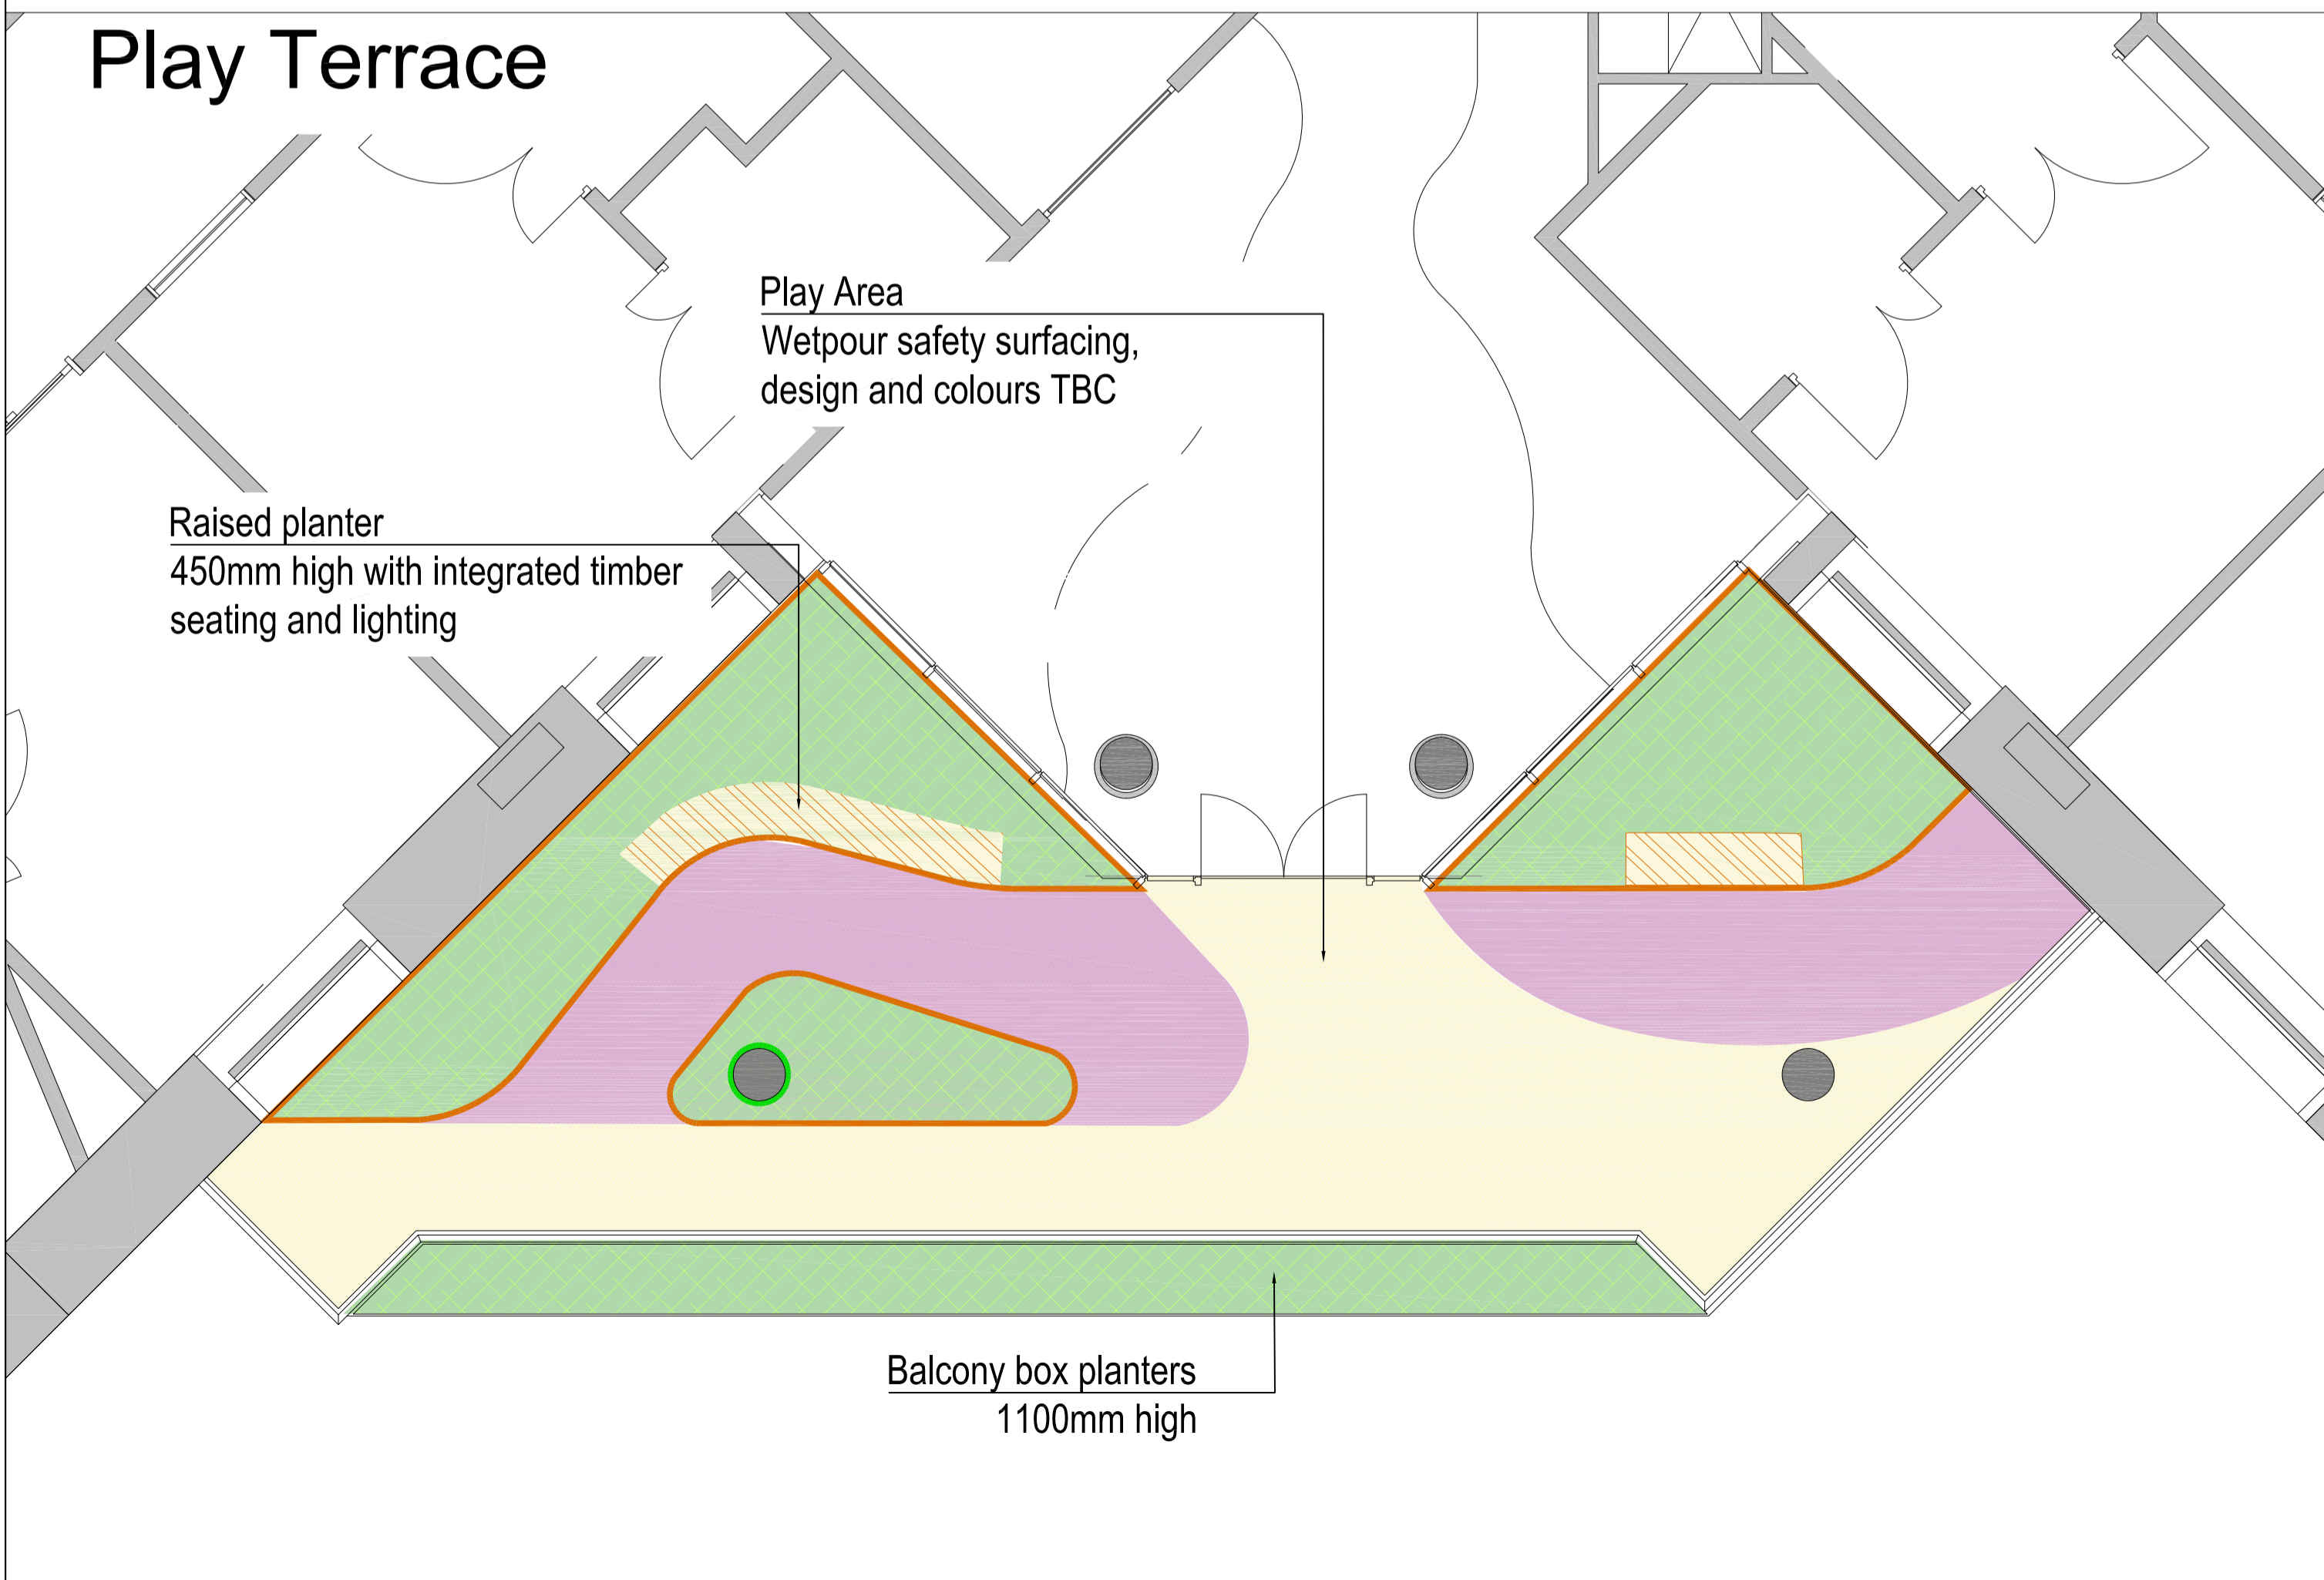 Play Terrace
Play Area
Wetpour safety surfacing,
design and colours TBC
Raised planter
450mm high with integrated timber
seating and lighting
Balcony box planters
1100mm high